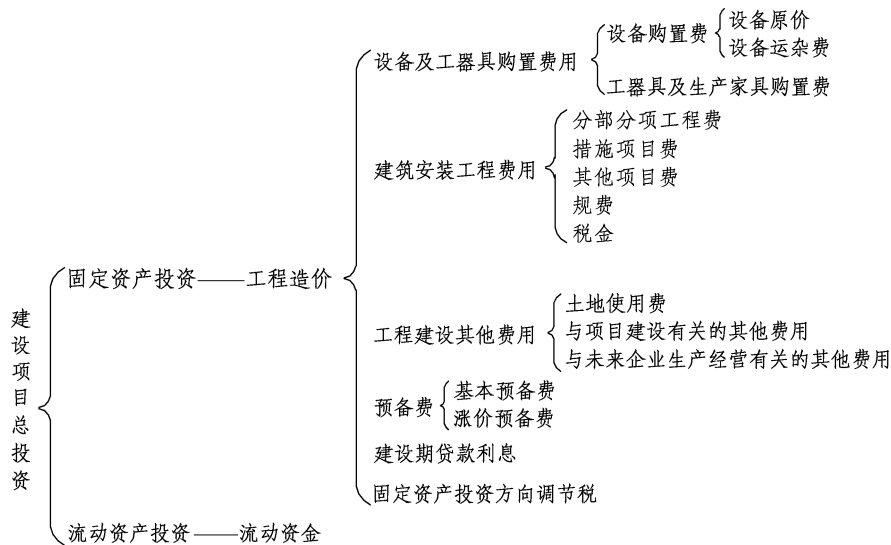 建设项目总投资
固定资产投资——工程造价
设备及工器具购置费用
设备购置费
设备原价
设备运杂费
工器具及生产家具购置费
建筑安装工程费用
分部分项工程费
措施项目费
其他项目费
规费
税金
工程建设其他费用
土地使用费
与项目建设有关的其他费用
与未来企业生产经营有关的其他费用
预备费
基本预备费
涨价预备费
建设期贷款利息
固定资产投资方向调节税
流动资产投资——流动资金